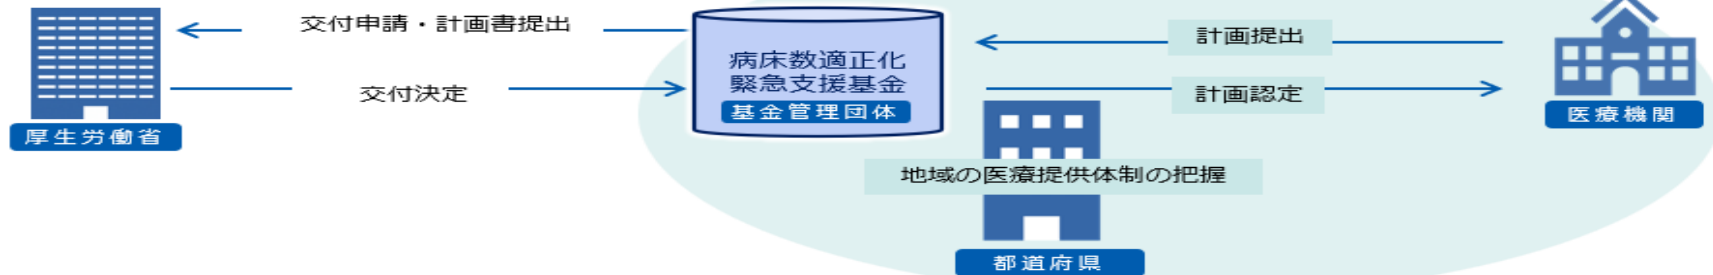 交付申請・計画書提出
交付決定
厚生労働省
病床数適正化
緊急支援基金
基金管理団体
計画提出
計画認定
医療機関
地域の医療提供体制の把握
都道府県